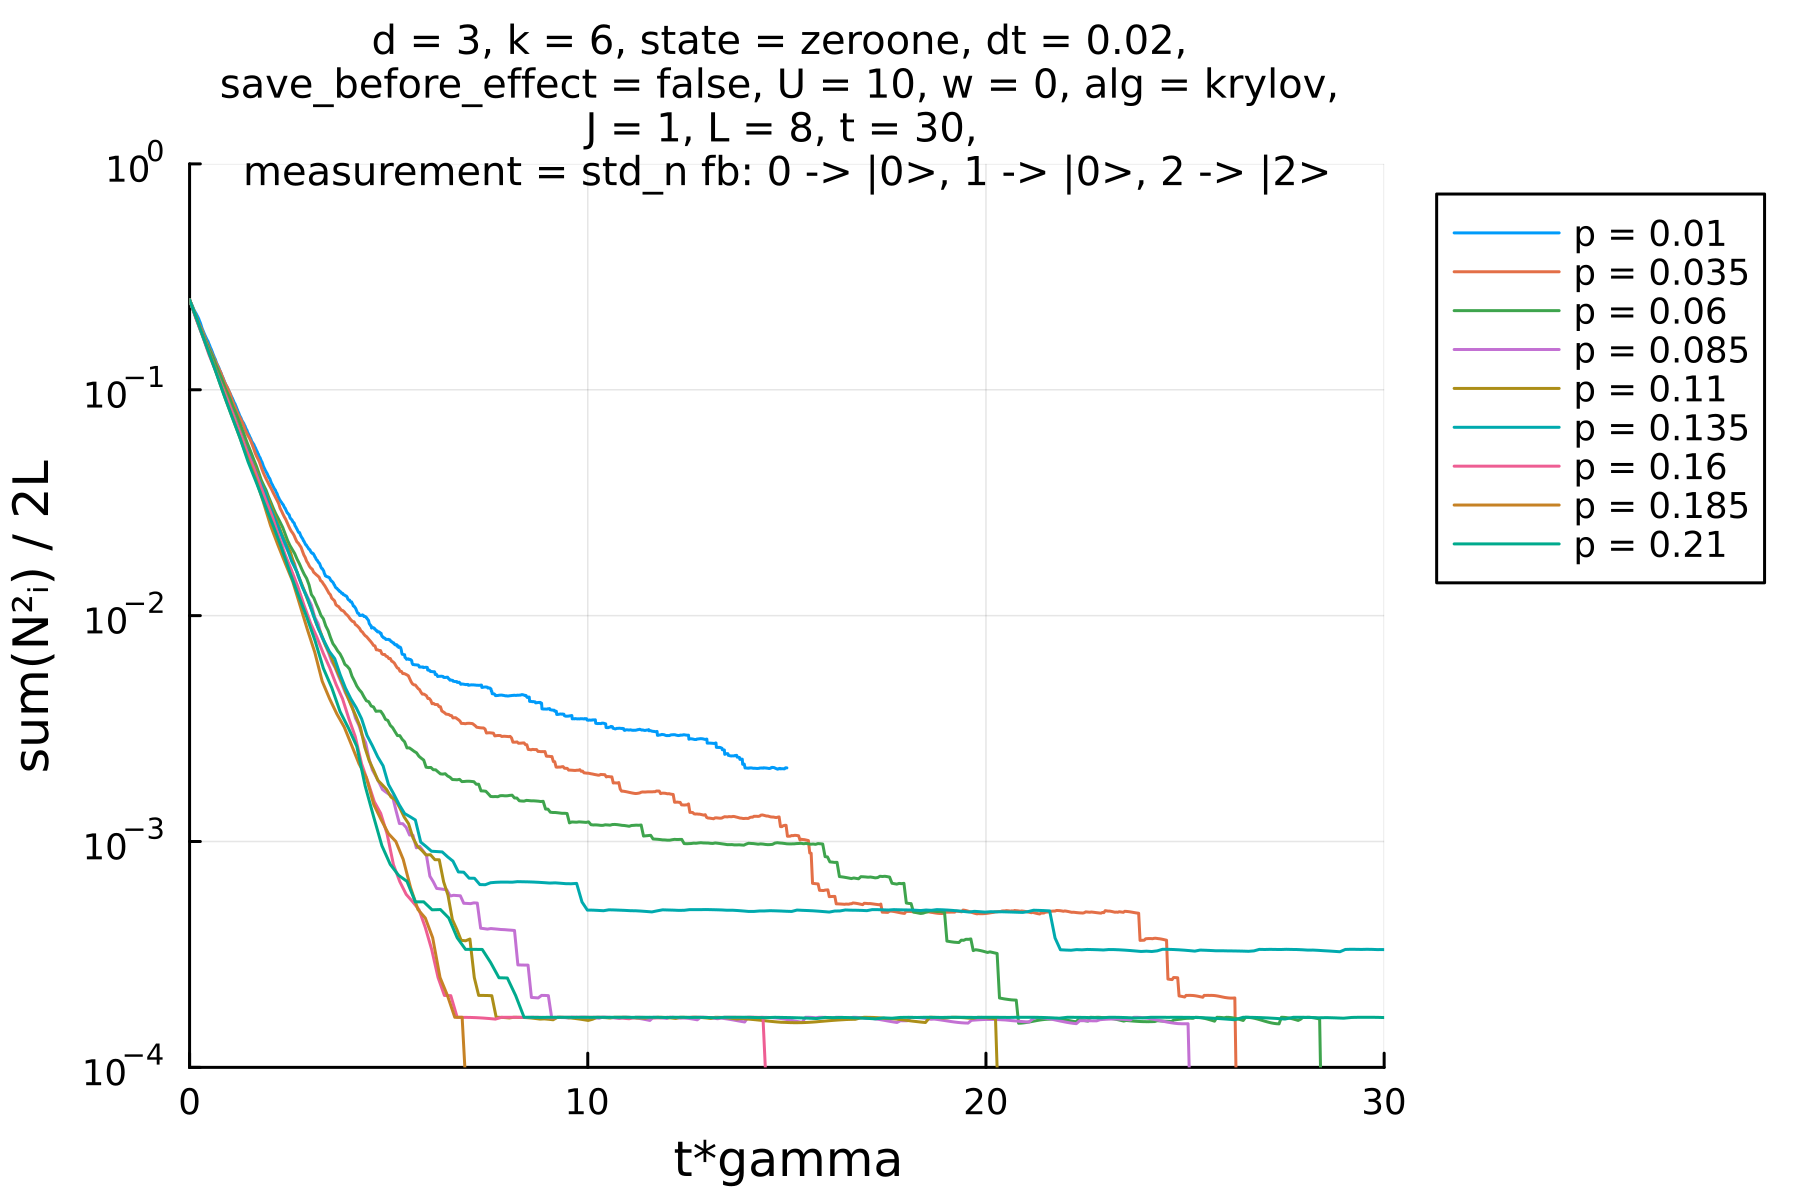 d = 3, k = 6, state = zeroone, dt = 0.02,
save_before_effect = false, U = 10, w = 0, alg = krylov,
J = 1, L = 8, t = 30,
measurement = std_n fb: 0 -> |0>, 1 -> |0>, 2 -> |2>
10⁰
10⁻¹
10⁻²
10⁻³
10⁻⁴
sum(N²ᵢ) / 2L
0
10
20
30
t*gamma
p = 0.01
p = 0.035
p = 0.06
p = 0.085
p = 0.11
p = 0.135
p = 0.16
p = 0.185
p = 0.21